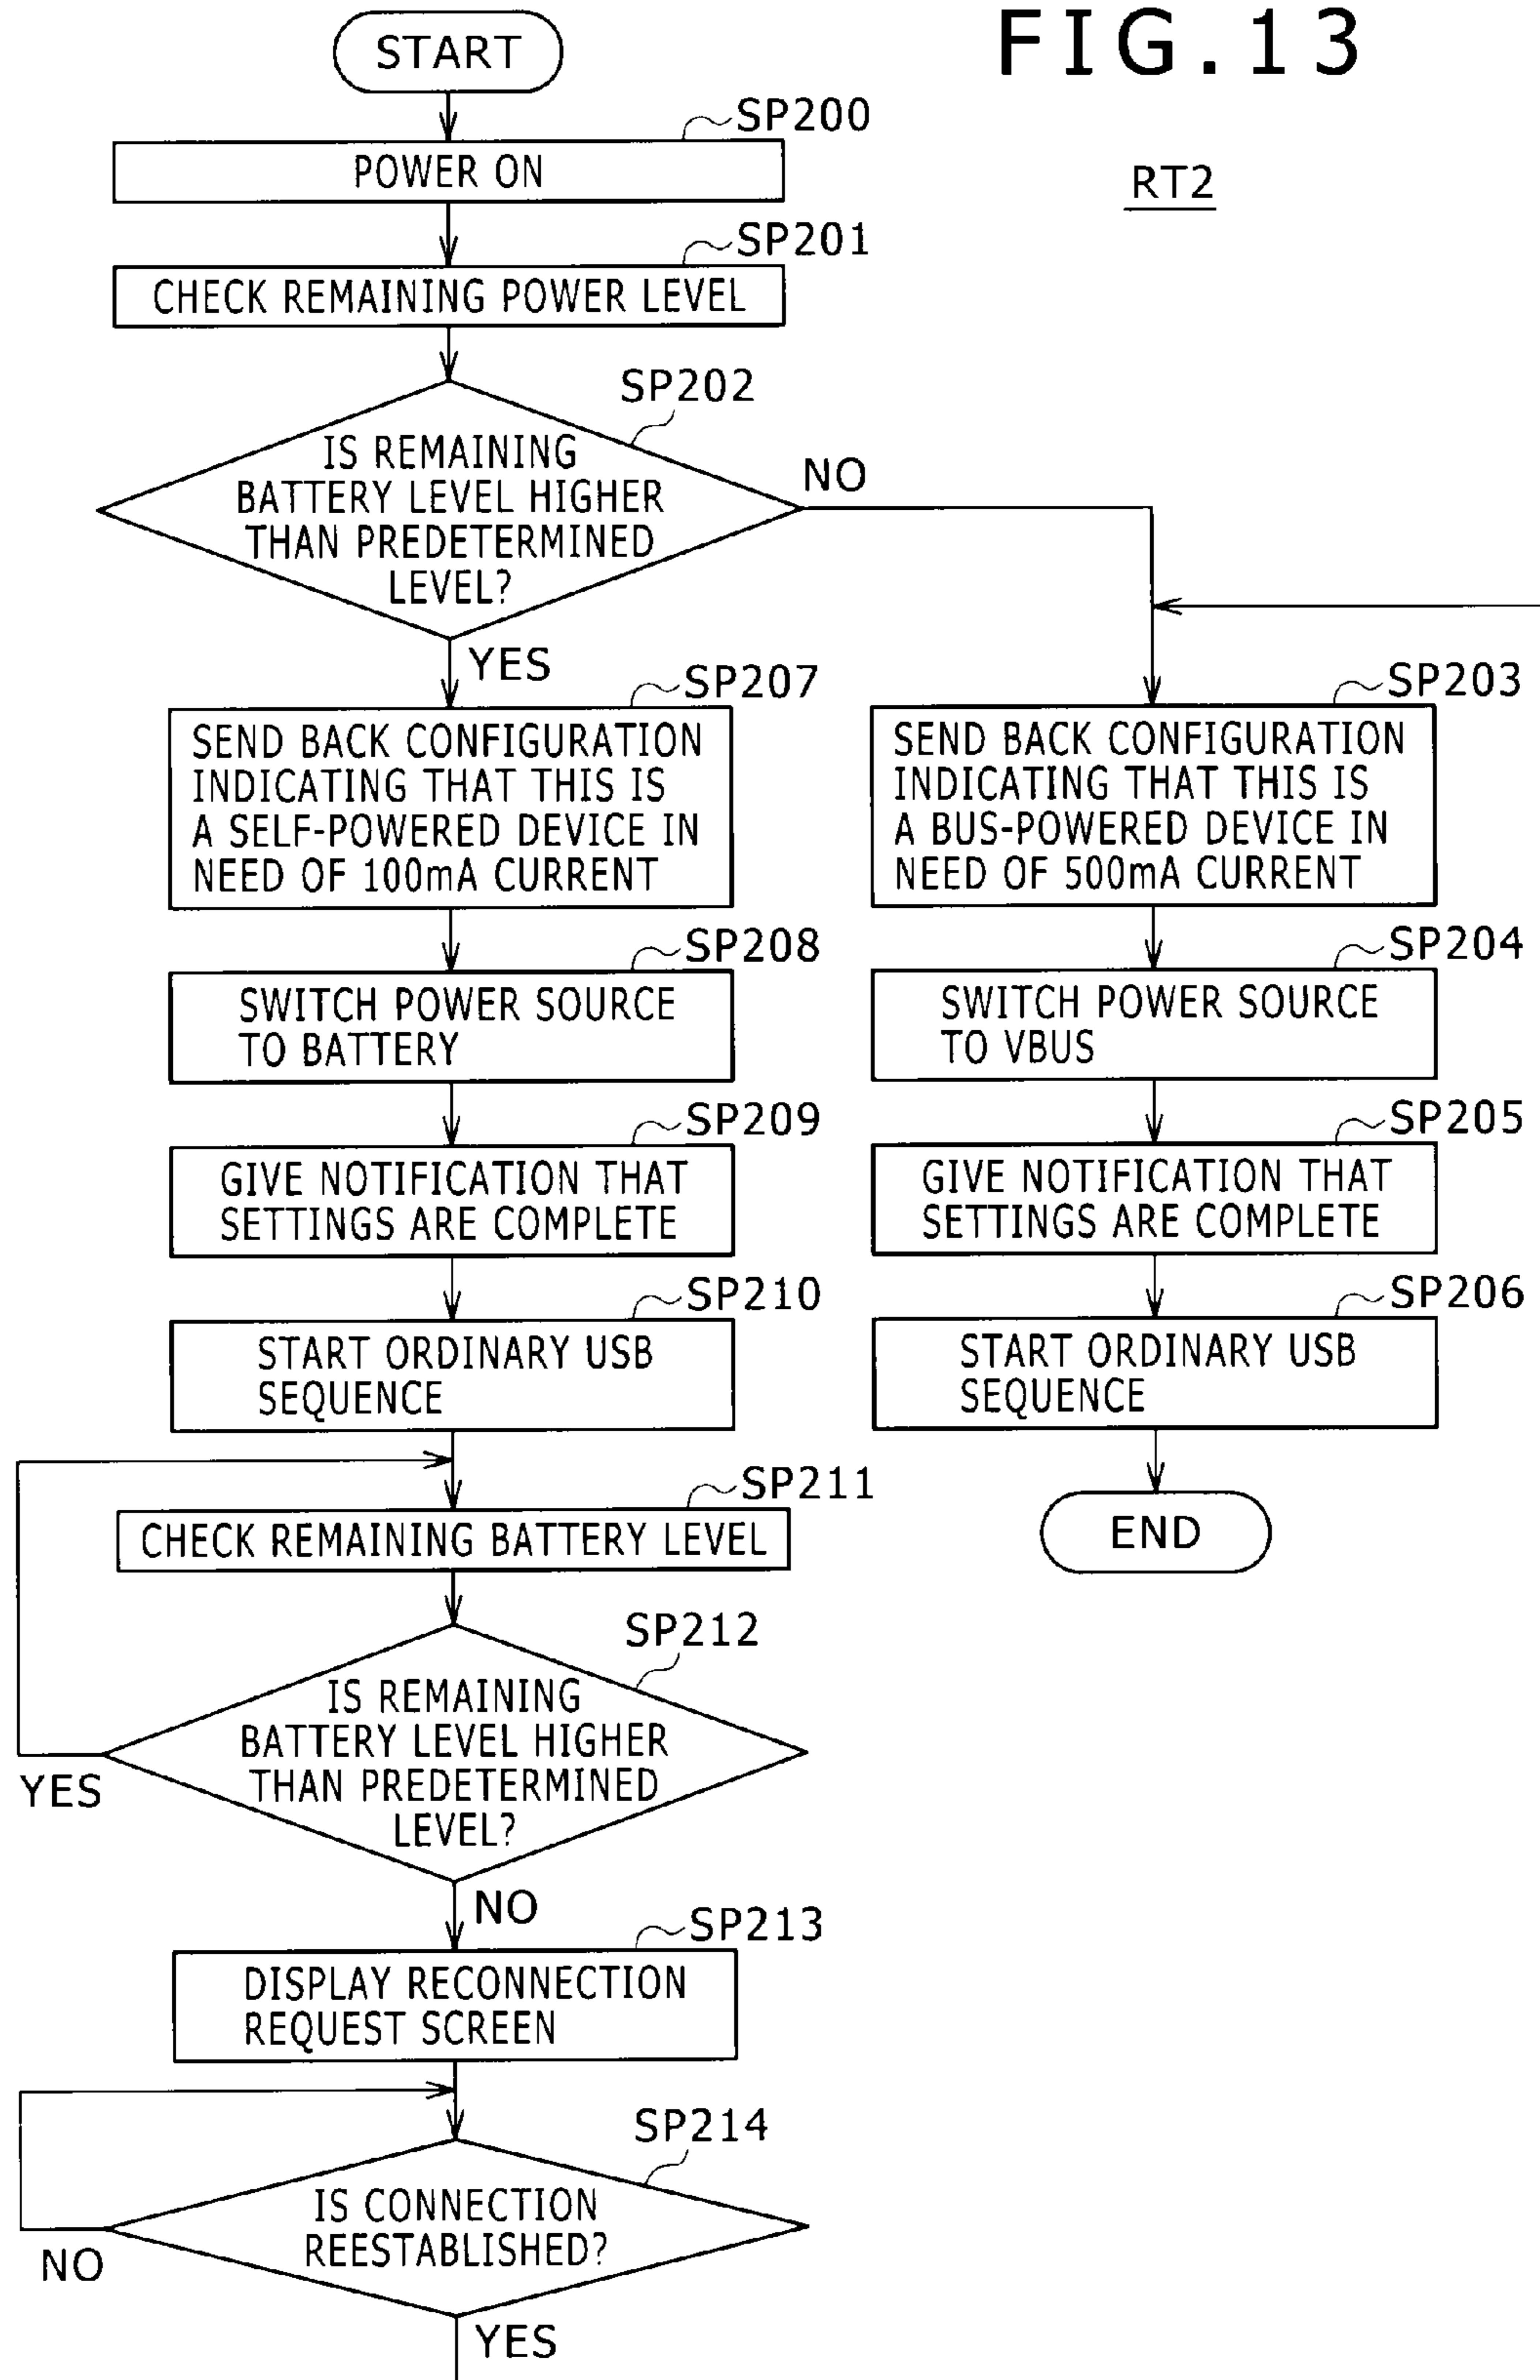 FIG.13
RT2
START
SP200
POWER ON
SP201
CHECK REMAINING POWER LEVEL
SP202
IS REMAINING
BATTERY LEVEL HIGHER
THAN PREDETERMINED
LEVEL?
NO
YES
SP207
SEND BACK CONFIGURATION
INDICATING THAT THIS IS
A SELF-POWERED DEVICE IN
NEED OF 100mA CURRENT
SP208
SWITCH POWER SOURCE
TO BATTERY
SP209
GIVE NOTIFICATION THAT
SETTINGS ARE COMPLETE
SP210
START ORDINARY USB
SEQUENCE
SP211
CHECK REMAINING BATTERY LEVEL
SP212
IS REMAINING
BATTERY LEVEL HIGHER
THAN PREDETERMINED
LEVEL?
YES
NO
SP213
DISPLAY RECONNECTION
REQUEST SCREEN
SP214
IS CONNECTION
REESTABLISHED?
NO
YES
SP203
SEND BACK CONFIGURATION
INDICATING THAT THIS IS
A BUS-POWERED DEVICE IN
NEED OF 500mA CURRENT
SP204
SWITCH POWER SOURCE
TO VBUS
SP205
GIVE NOTIFICATION THAT
SETTINGS ARE COMPLETE
SP206
START ORDINARY USB
SEQUENCE
END